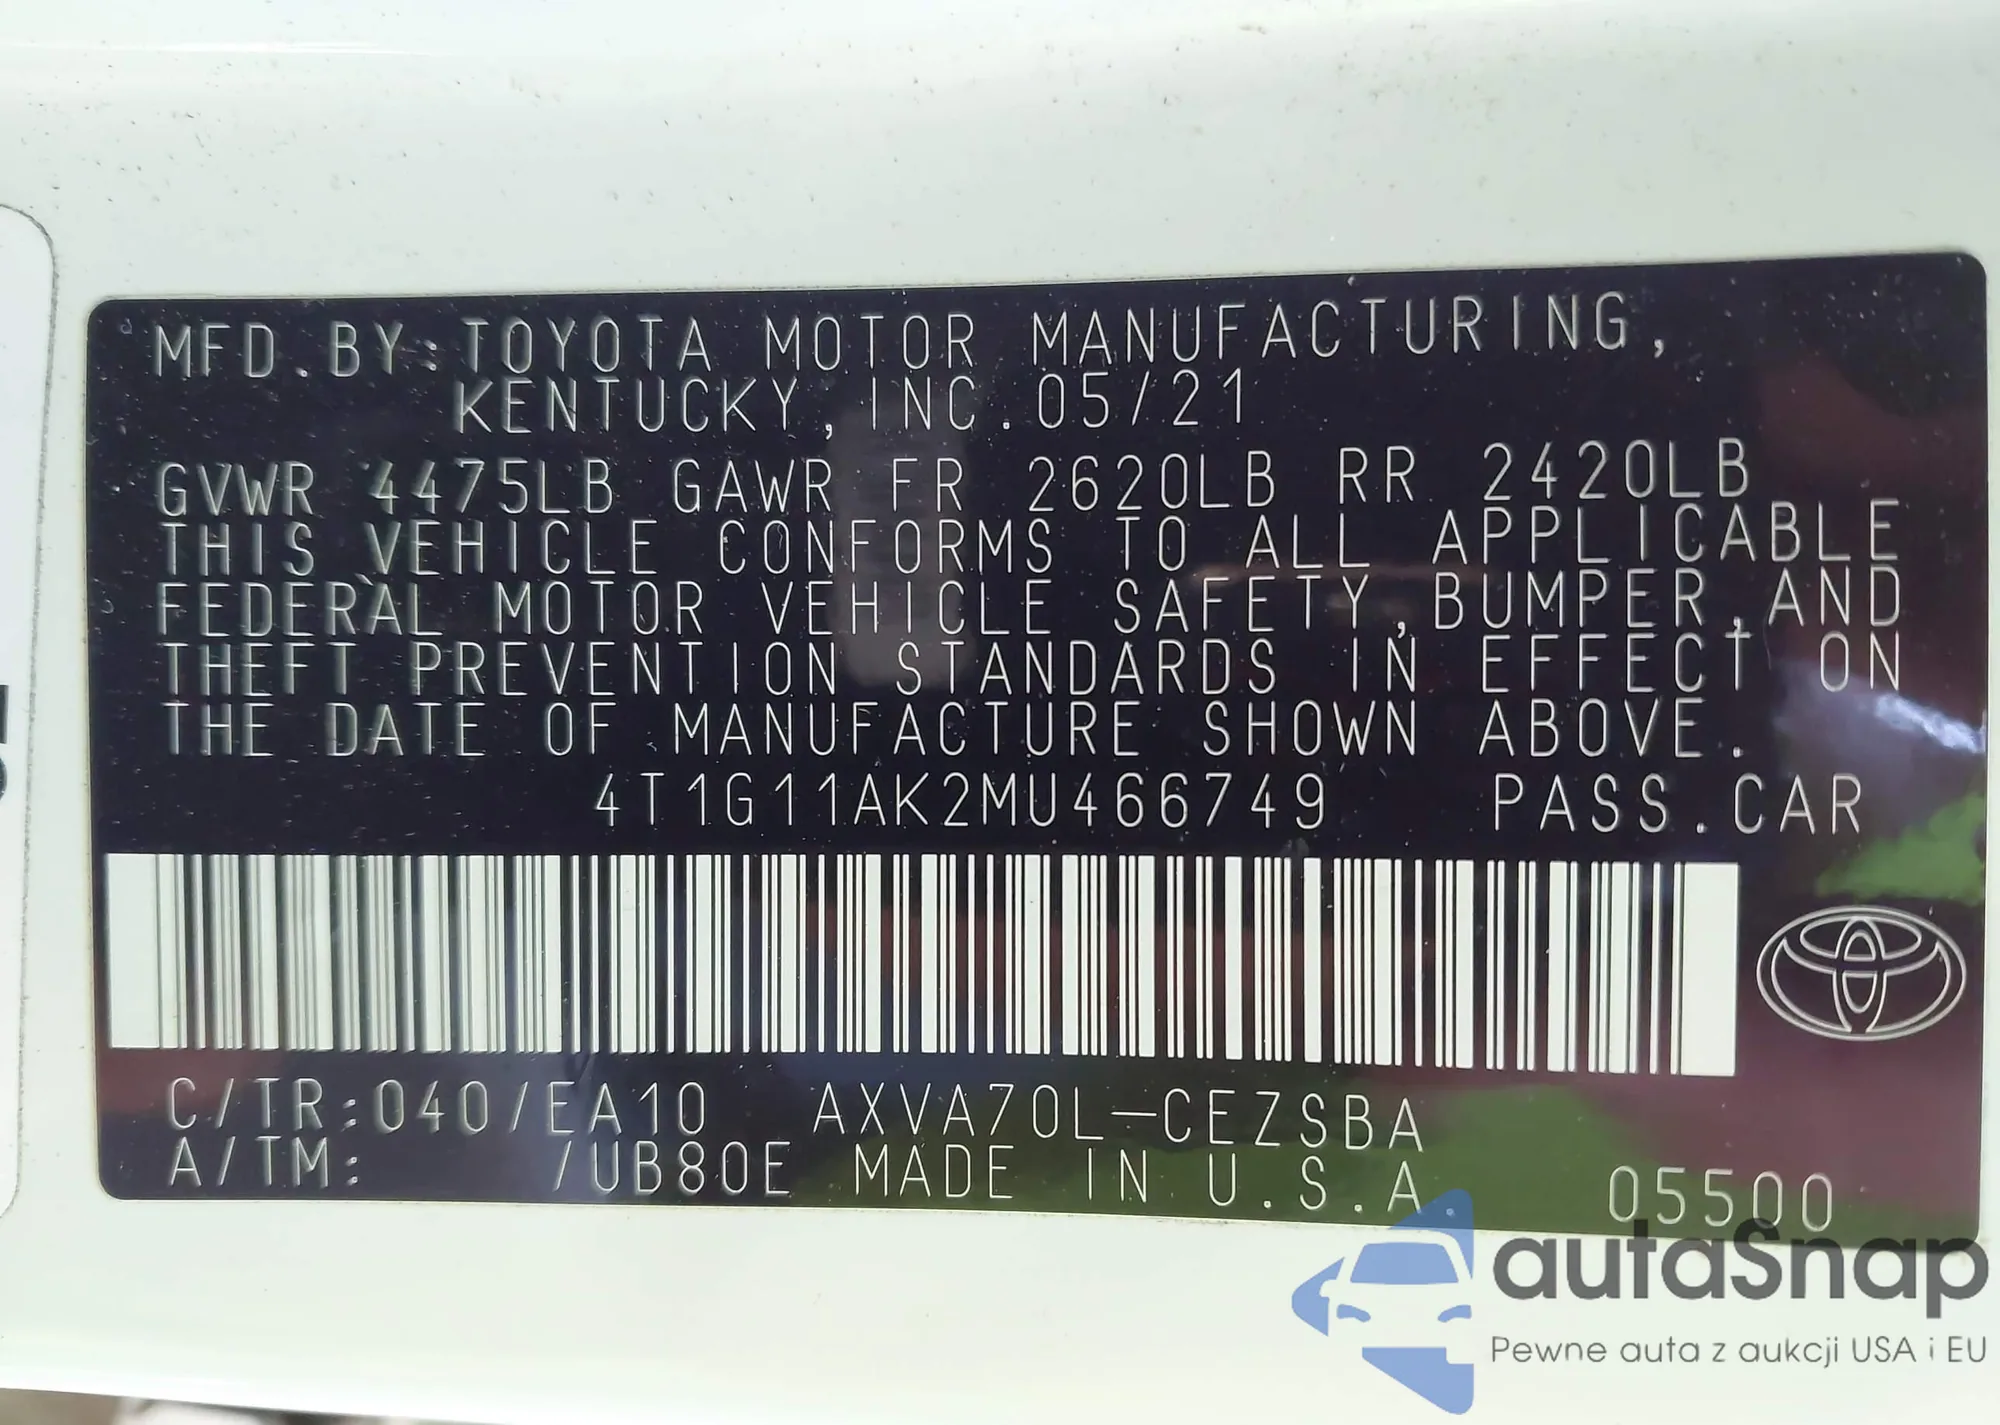 MFD.BY:TOYOTA MOTOR MANUFACTURING,
KENTUCKY,INC.05/21
GVWR 4475LB GAWR FR 2620LB RR 2420LB
THIS VEHICLE CONFORMS TO ALL APPLICABLE
FEDERAL MOTOR VEHICLE SAFETY,BUMPER,AND
THEFT PREVENTION STANDARDS IN EFFECT ON
THE DATE OF MANUFACTURE SHOWN ABOVE.
4T1G11AK2MU466749 PASS.CAR
C/TR:040/EA10 AXVA70L-CEZSBA
A/TM: /UB80E MADE IN U.S.A. 05500
autaSnap
Pewne auta z aukcji USA i EU